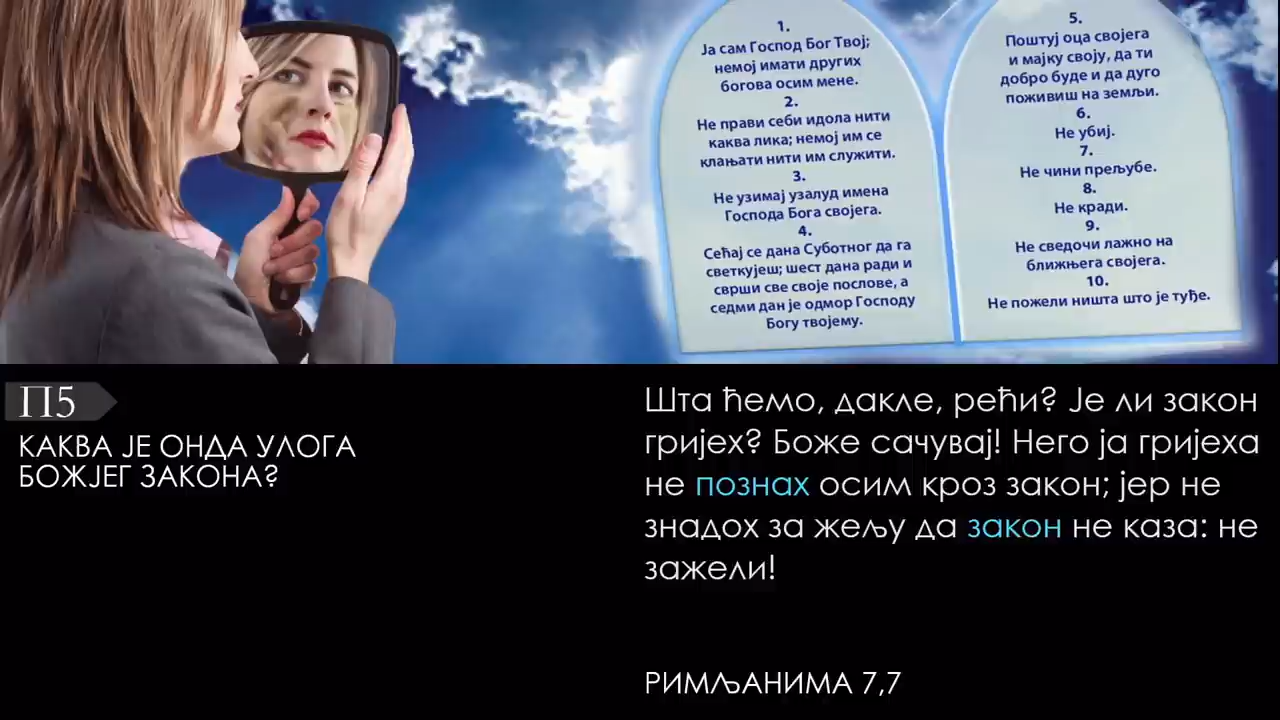 1.
Ја сам Господ Бог Твој;
немој имати других
богова осим мене.
2.
Не прави себи идола нити
каква лика; немој им се
клањати нити им служити.
3.
Не узимај узалуд имена
Господа Бога својега.
4.
Сећај се дана Суботног да га
светкујеш; шест дана ради и
сврши све своје послове, а
седми дан је одмор Господу
Богу твојему.
5.
Поштуј оца својега
и мајку своју, да ти
добро буде и да дуго
поживиш на земљи.
6.
Не убиј.
7.
Не чини прељубе.
8.
Не кради.
9.
Не сведочи лажно на
ближњега својега.
10.
Не пожели ништа што је туђе.
П5
КАКВА ЈЕ ОНДА УЛОГА
БОЖЈЕГ ЗАКОНА?
Шта ћемо, дакле, рећи? Је ли закон
гријех? Боже сачувај! Него ја гријеха
не познах осим кроз закон; јер не
знадох за жељу да закон не каза: не
зажели!
РИМЉАНИМА 7,7